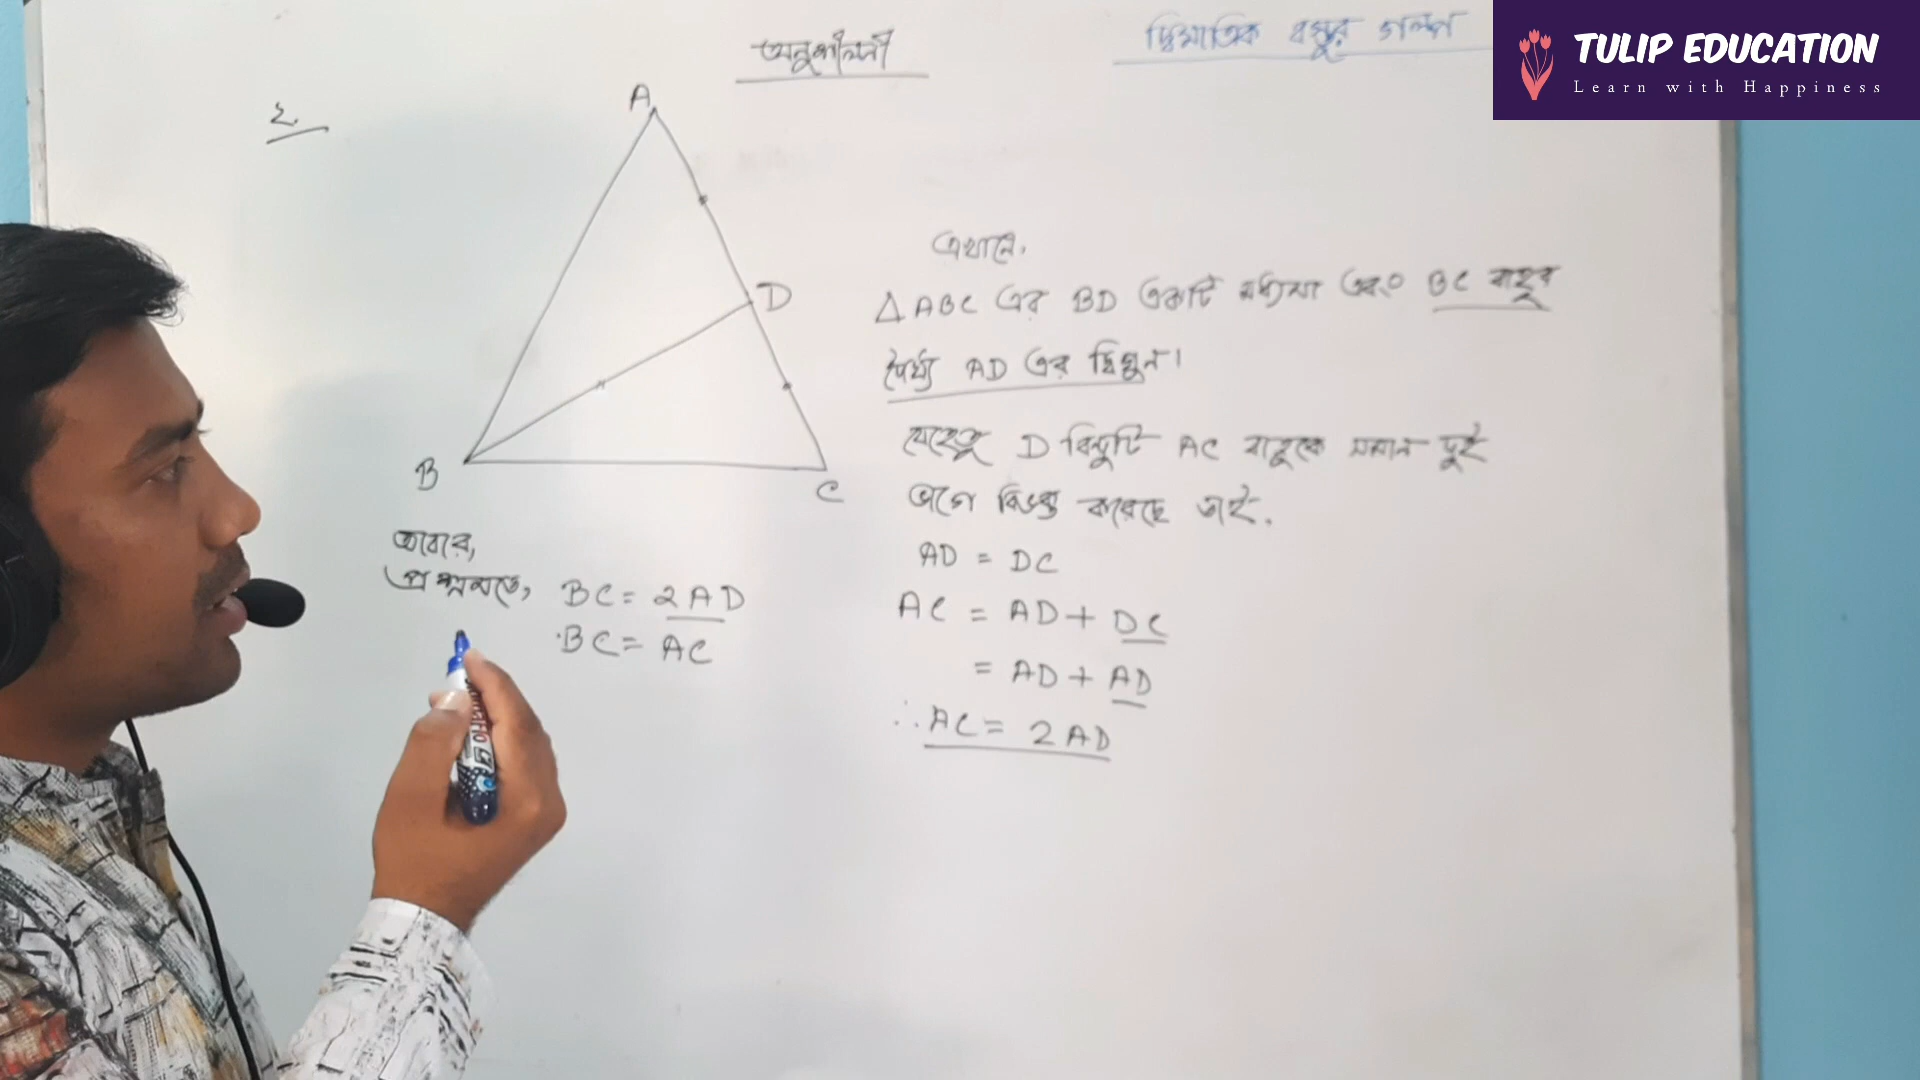 অনুশীলনী
দ্বিমাত্রিক বস্তুর গল্প
TULIP EDUCATION
Learn with Happiness
২.
A
D
B
C
এখানে,
△ABC এর BD একটি মধ্যমা এবং BC বাহুর
দৈর্ঘ্য AD এর দ্বিগুন।
যেহেতু D বিন্দুটি AC বাহুকে সমান দুই
ভাগে বিভক্ত করেছে তাই,
AD = DC
AC = AD + DC
= AD + AD
∴ AC = 2AD
আবার,
প্রশ্নমতে, BC = 2AD
BC = AC